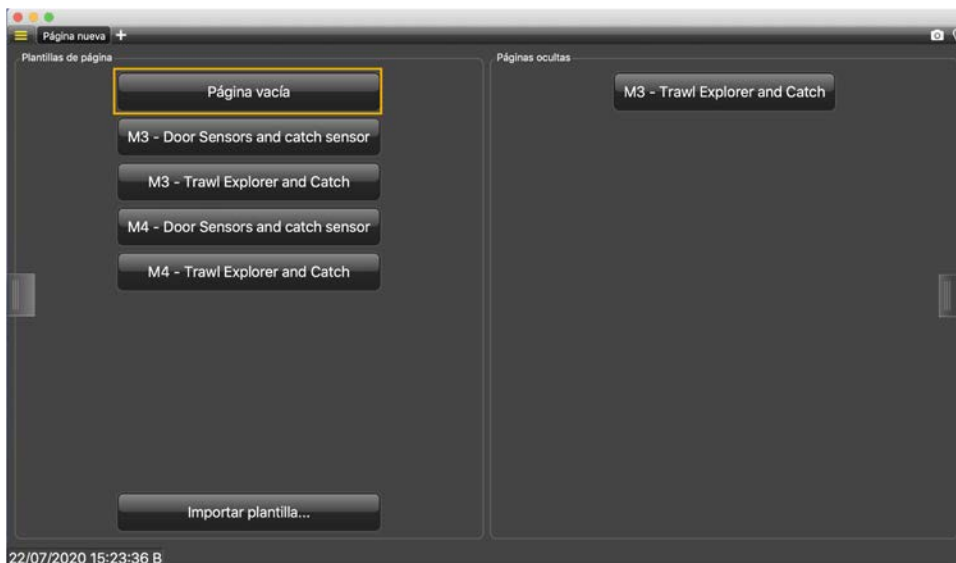 Página nueva +
Plantillas de página
Página vacía
M3 - Door Sensors and catch sensor
M3 - Trawl Explorer and Catch
M4 - Door Sensors and catch sensor
M4 - Trawl Explorer and Catch
Importar plantilla...
Páginas ocultas
M3 - Trawl Explorer and Catch
22/07/2020 15:23:36 B